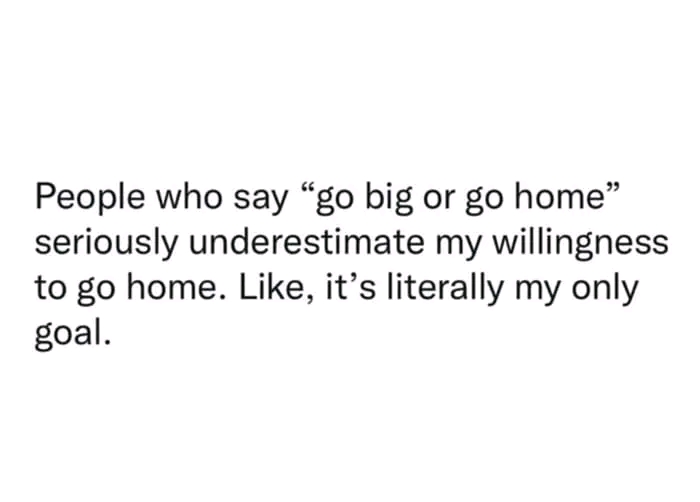 People who say “go big or go home”
seriously underestimate my willingness
to go home. Like, it’s literally my only
goal.